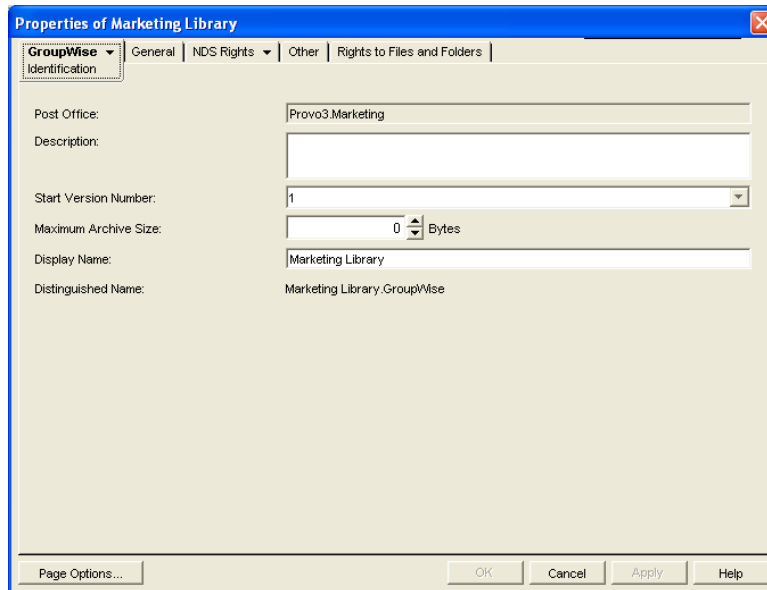 Properties of Marketing Library
GroupWise General NDS Rights Other Rights to Files and Folders
Identification
Post Office: Provo3.Marketing
Description:
Start Version Number: 1
Maximum Archive Size: 0 Bytes
Display Name: Marketing Library
Distinguished Name: Marketing Library.GroupWise
Page Options... OK Cancel Apply Help